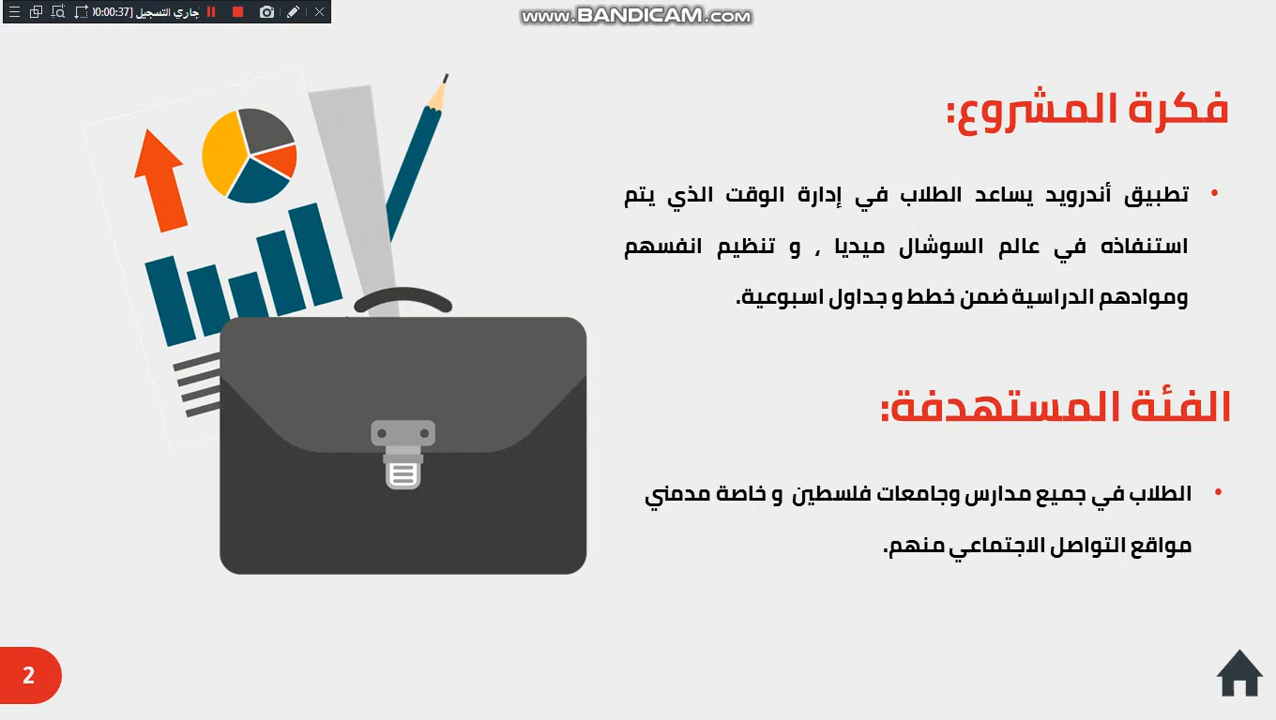 جاري التسجيل [00:00:37]
www.BANDICAM.com
فكرة المشروع:
• تطبيق أندرويد يساعد الطلاب في إدارة الوقت الذي يتم
استنفاذه في عالم السوشال ميديا , و تنظيم انفسهم
وموادهم الدراسية ضمن خطط و جداول اسبوعية.
الفئة المستهدفة:
• الطلاب في جميع مدارس وجامعات فلسطين و خاصة مدمني
مواقع التواصل الاجتماعي منهم.
2